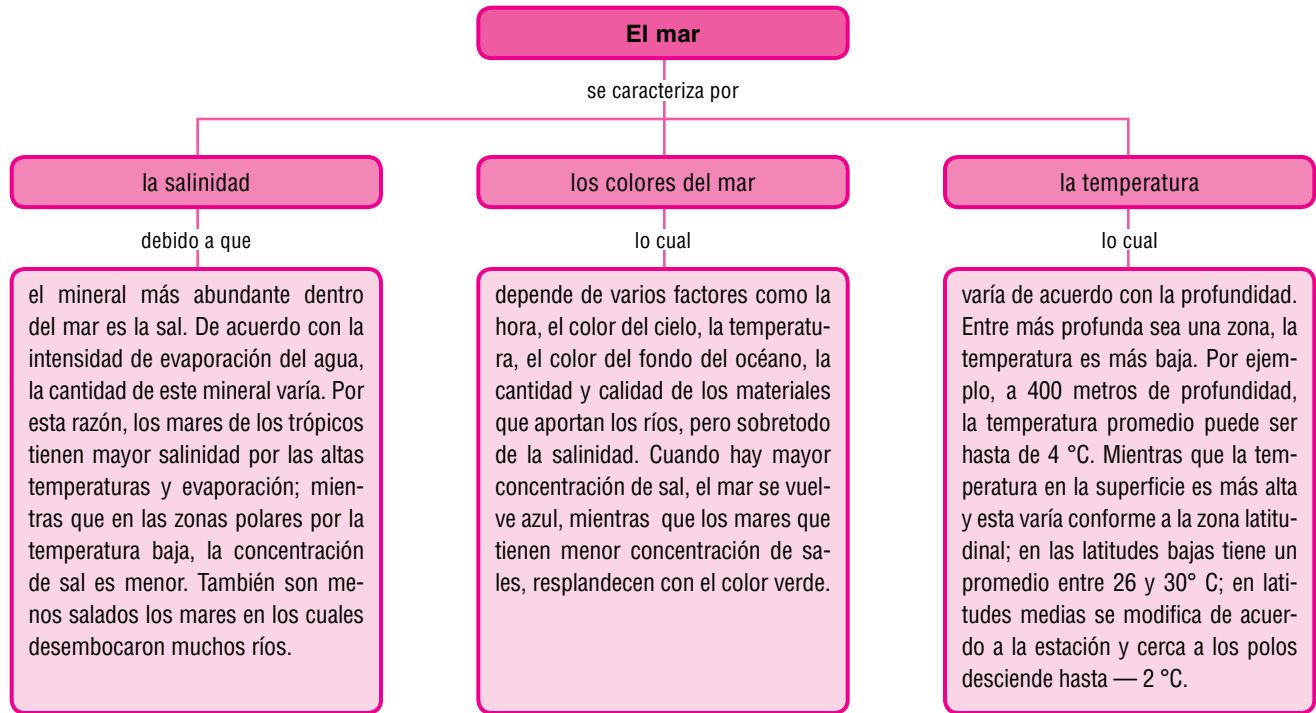 El mar
se caracteriza por
la salinidad
debido a que
el mineral más abundante dentro
del mar es la sal. De acuerdo con la
intensidad de evaporación del agua,
la cantidad de este mineral varía. Por
esta razón, los mares de los trópicos
tienen mayor salinidad por las altas
temperaturas y evaporación; mien-
tras que en las zonas polares por la
temperatura baja, la concentración
de sal es menor. También son me-
nos salados los mares en los cuales
desembocaron muchos ríos.
los colores del mar
lo cual
depende de varios factores como la
hora, el color del cielo, la temperatu-
ra, el color del fondo del océano, la
cantidad y calidad de los materiales
que aportan los ríos, pero sobretodo
de la salinidad. Cuando hay mayor
concentración de sal, el mar se vuel-
ve azul, mientras que los mares que
tienen menor concentración de sa-
les, resplandecen con el color verde.
la temperatura
lo cual
varía de acuerdo con la profundidad.
Entre más profunda sea una zona, la
temperatura es más baja. Por ejem-
plo, a 400 metros de profundidad,
la temperatura promedio puede ser
hasta de 4 °C. Mientras que la tem-
peratura en la superficie es más alta
y esta varía conforme a la zona latitu-
dinal; en las latitudes bajas tiene un
promedio entre 26 y 30° C; en lati-
tudes medias se modifica de acuer-
do a la estación y cerca a los polos
desciende hasta — 2 °C.